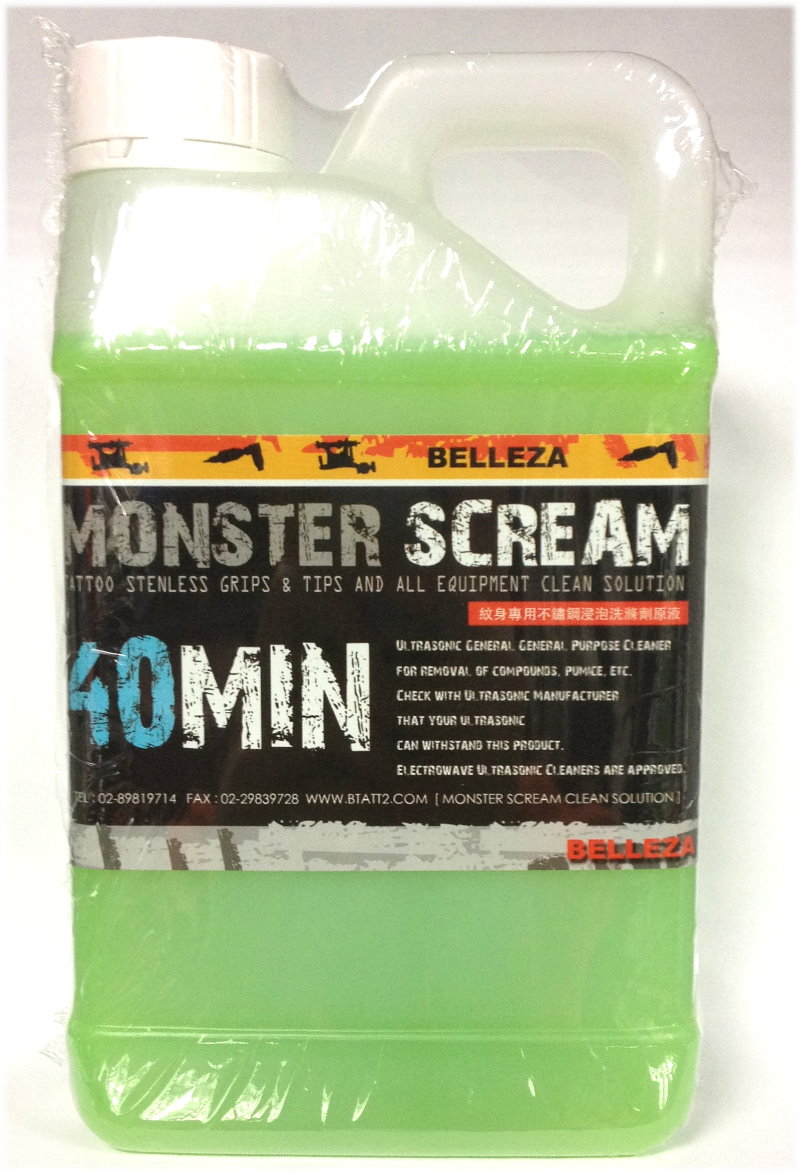 BELLEZA
MONSTER SCREAM
TATTOO STENLESS GRIPS & TIPS AND ALL EQUIPMENT CLEAN SOLUTION
紋身專用不鏽鋼浸泡洗滌劑原液
40MIN
ULTRASONIC GENERAL GENERAL PURPOSE CLEANER
FOR REMOVAL OF COMPOUNDS, PUMICE, ETC.
CHECK WITH ULTRASONIC MANUFACTURER
THAT YOUR ULTRASONIC
CAN WITHSTAND THIS PRODUCT.
ELECTROWAVE ULTRASONIC CLEANERS ARE APPROVED.
TEL : 02-89819714 FAX : 02-29839728 WWW.BTATT2.COM [ MONSTER SCREAM CLEAN SOLUTION ]
BELLEZA